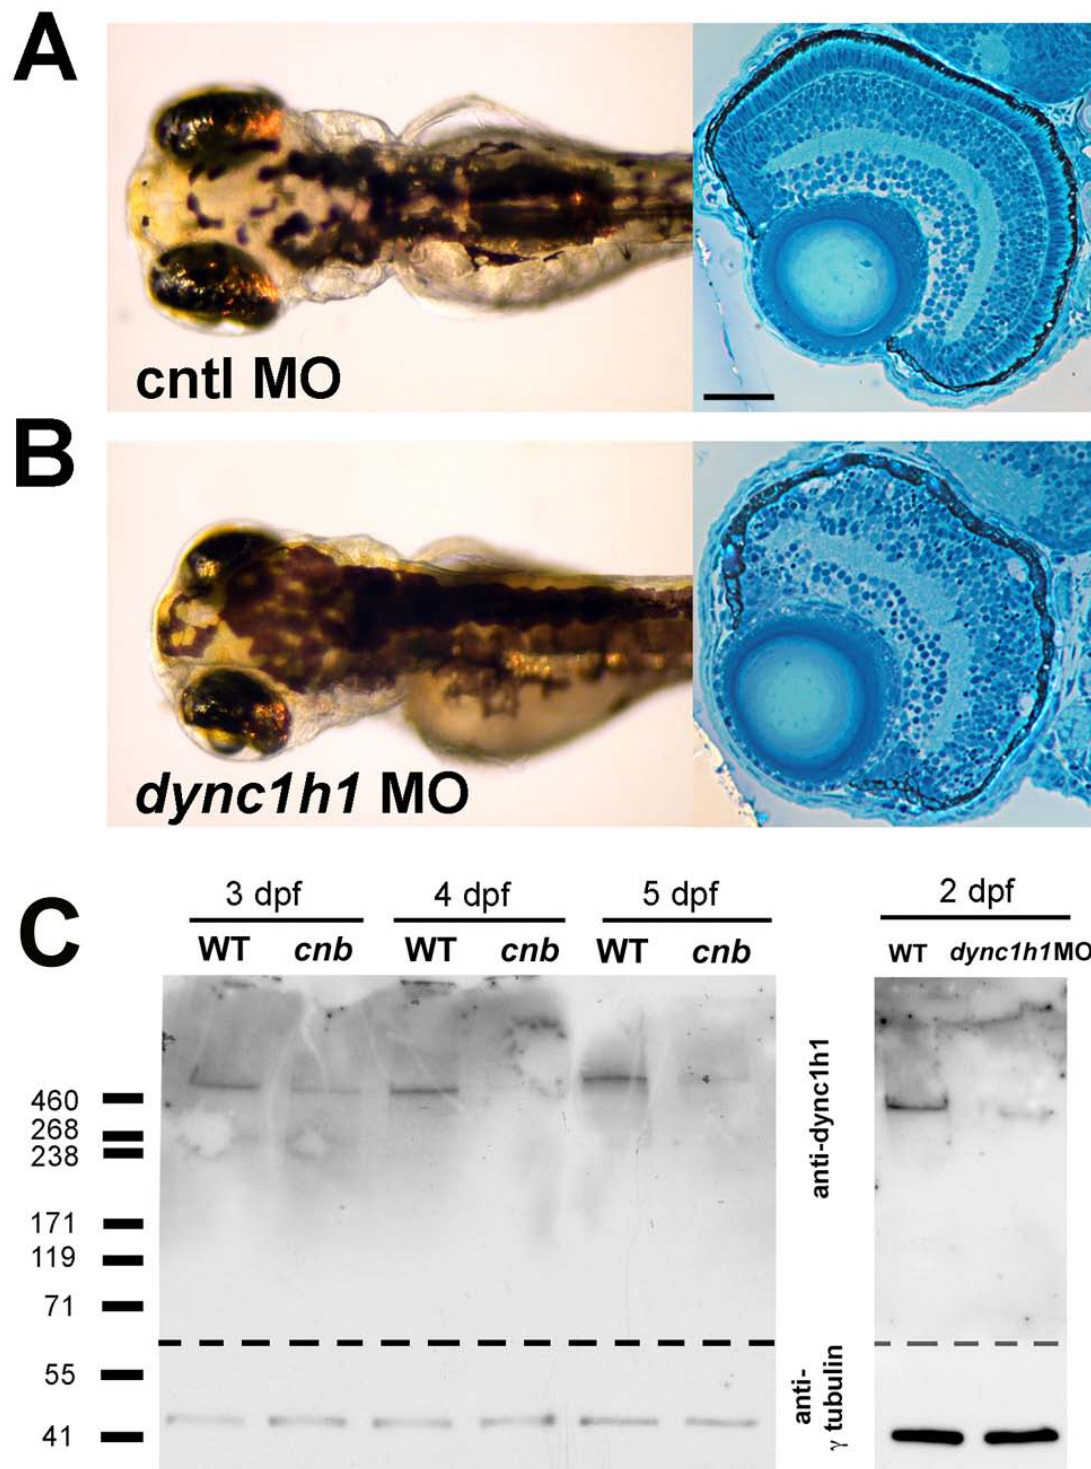 A
cntl MO
B
dync1h1 MO
C
3 dpf 4 dpf 5 dpf 2 dpf
WT cnb WT cnb WT cnb WT dync1h1MO
460
268
238
171
119
71
55
41
anti-dync1h1
anti-
γ tubulin